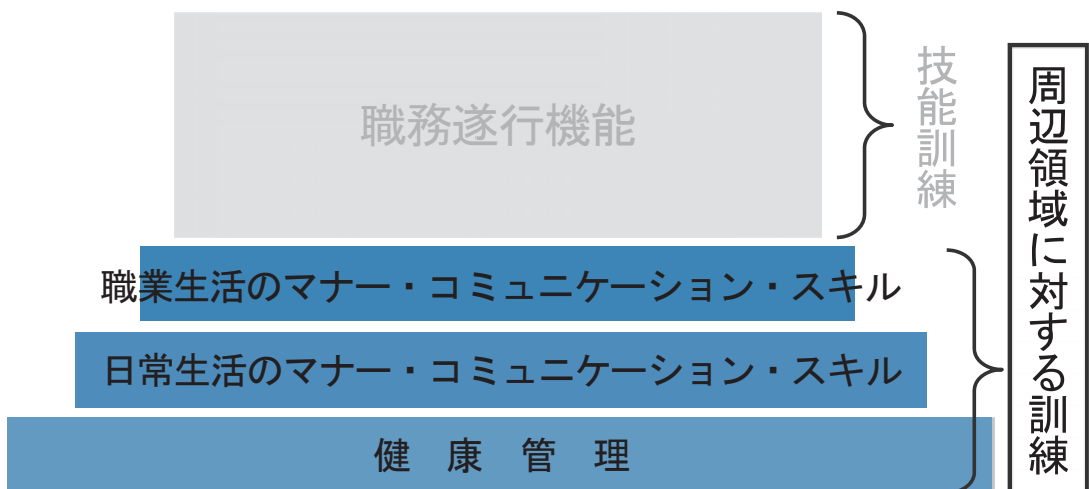 職務遂行機能
技能訓練
職業生活のマナー・コミュニケーション・スキル
日常生活のマナー・コミュニケーション・スキル
健康管理
周辺領域に対する訓練